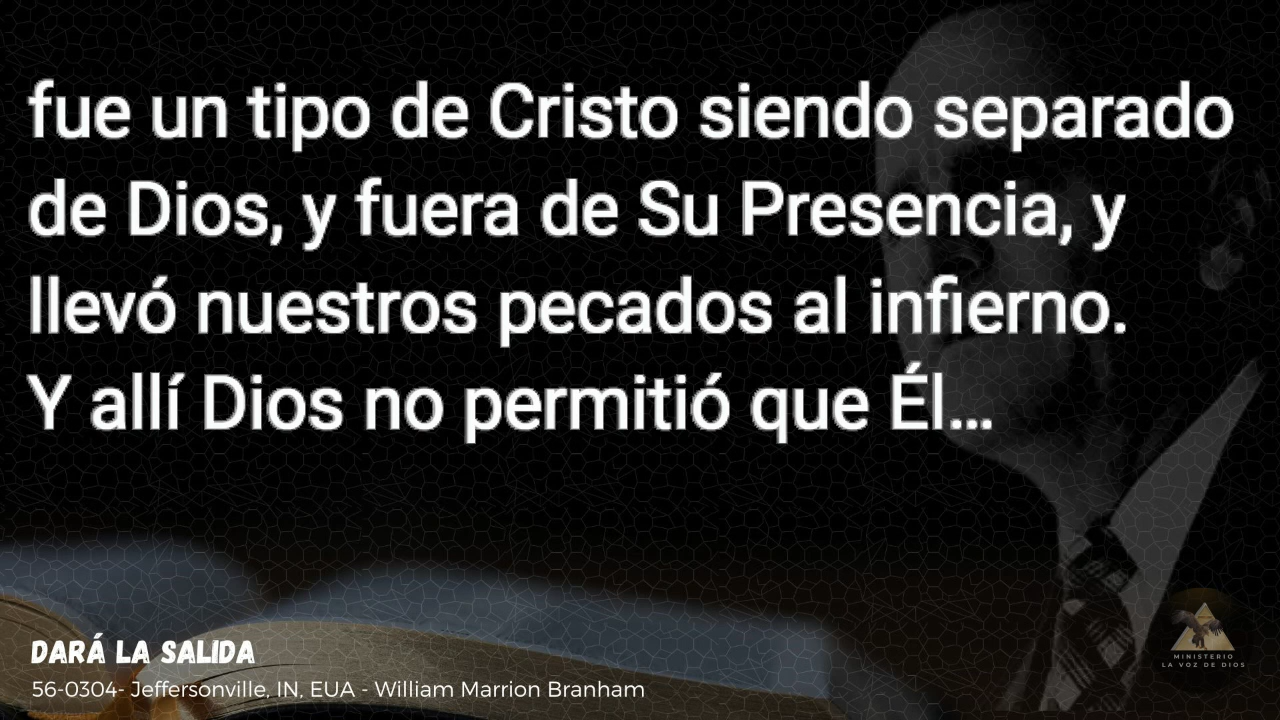 fue un tipo de Cristo siendo separado
de Dios, y fuera de Su Presencia, y
llevó nuestros pecados al infierno.
Y allí Dios no permitió que Él...
DARÁ LA SALIDA
56-0304- Jeffersonville, IN, EUA - William Marrion Branham
MINISTERIO
LA VOZ DE DIOS